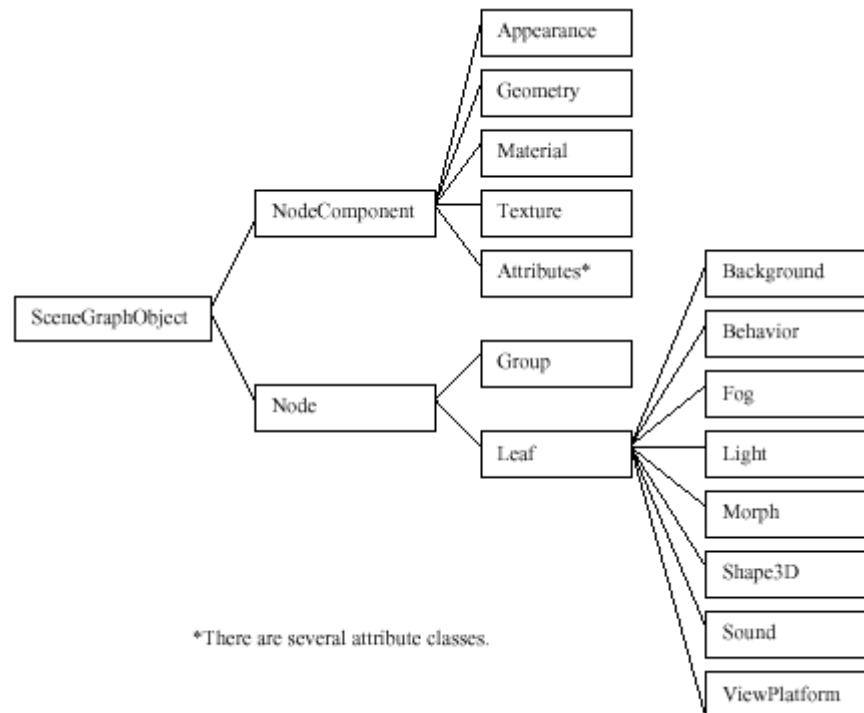 Appearance
Geometry
Material
NodeComponent
Texture
Attributes*
Background
SceneGraphObject
Behavior
Group
Fog
Node
Leaf
Light
Morph
Shape3D
*There are several attribute classes.
Sound
ViewPlatform